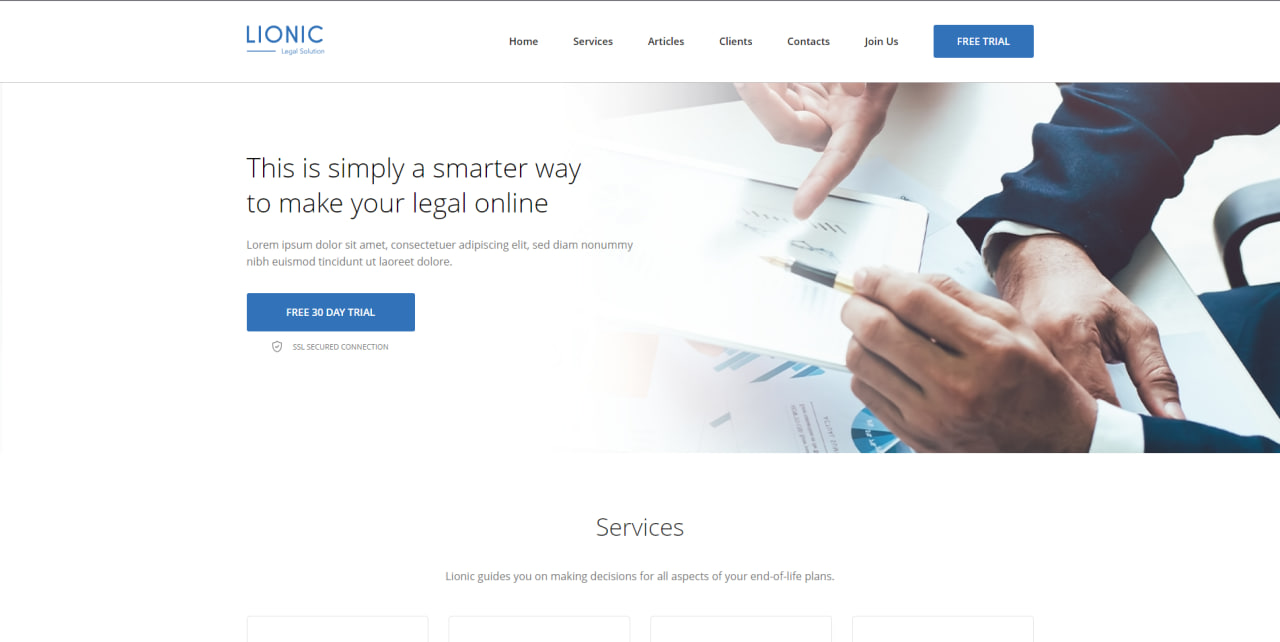 LIONIC
Legal Solution
Home
Services
Articles
Clients
Contacts
Join Us
FREE TRIAL
This is simply a smarter way
to make your legal online
Lorem ipsum dolor sit amet, consectetuer adipiscing elit, sed diam nonummy
nibh euismod tincidunt ut laoreet dolore.
FREE 30 DAY TRIAL
SSL SECURED CONNECTION
Services
Lionic guides you on making decisions for all aspects of your end-of-life plans.